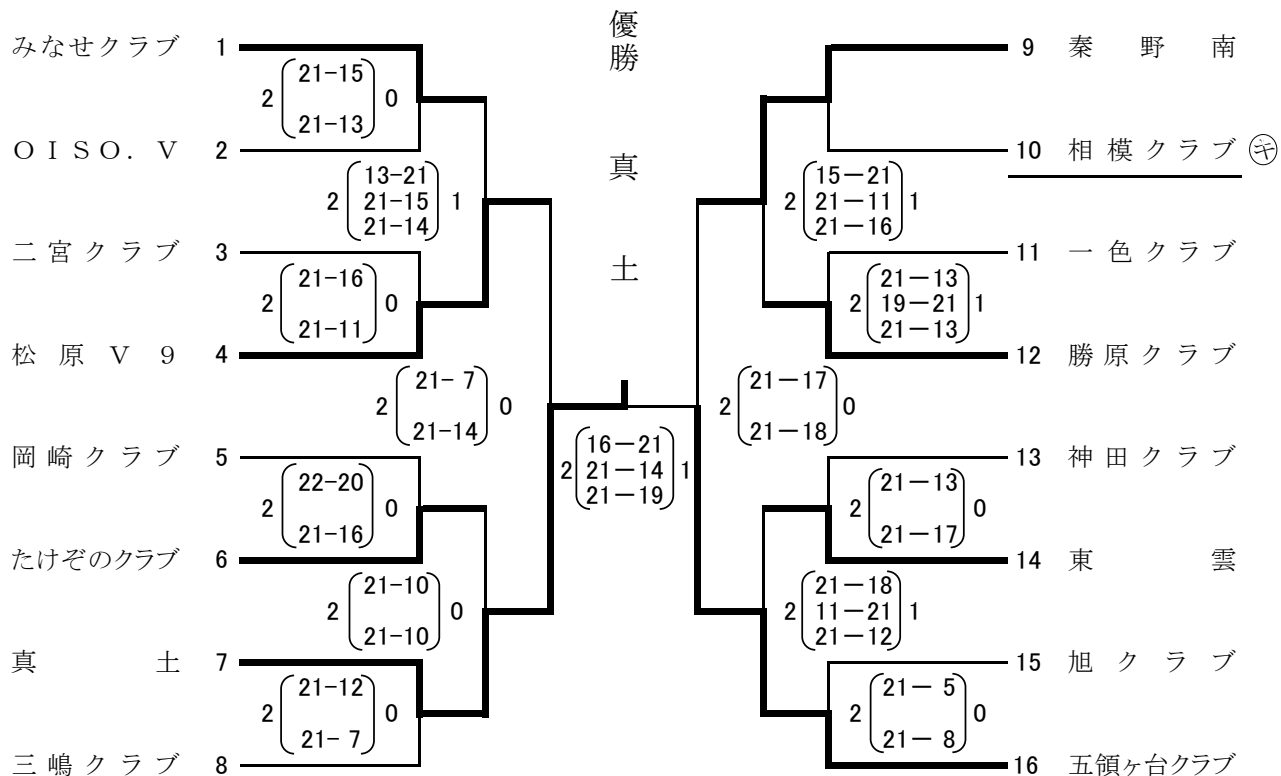 優勝 真土
みなせクラブ 1
2 21-15 0
21-13
OISO. V 2
2 13-21 1
21-15
21-14
二宮クラブ 3
2 21-16 0
21-11
松原V9 4
2 21- 7 0
21-14
岡崎クラブ 5
2 22-20 0
21-16
たけぞのクラブ 6
2 21-10 0
21-10
真土 7
2 21-12 0
21- 7
三嶋クラブ 8
2 16-21 1
21-14
21-19
9 秦野南
10 相模クラブ ㋖
2 15-21 1
21-11
21-16
11 一色クラブ
2 21-13 1
19-21
21-13
12 勝原クラブ
2 21-17 0
21-18
13 神田クラブ
2 21-13 0
21-17
14 東雲
2 21-18 1
11-21
21-12
15 旭クラブ
2 21- 5 0
21- 8
16 五領ヶ台クラブ